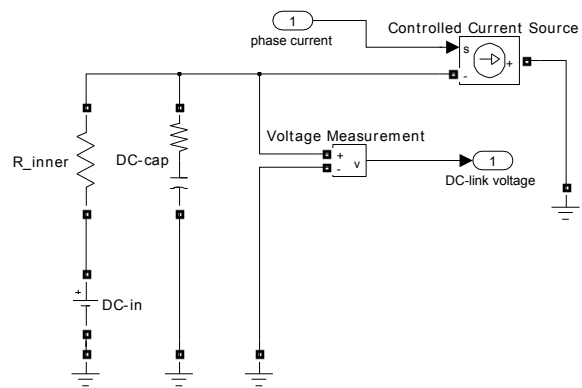 1
phase current
Controlled Current Source
s
+
-
R_inner
DC-cap
Voltage Measurement
+
-
v
1
DC-link voltage
+
DC-in